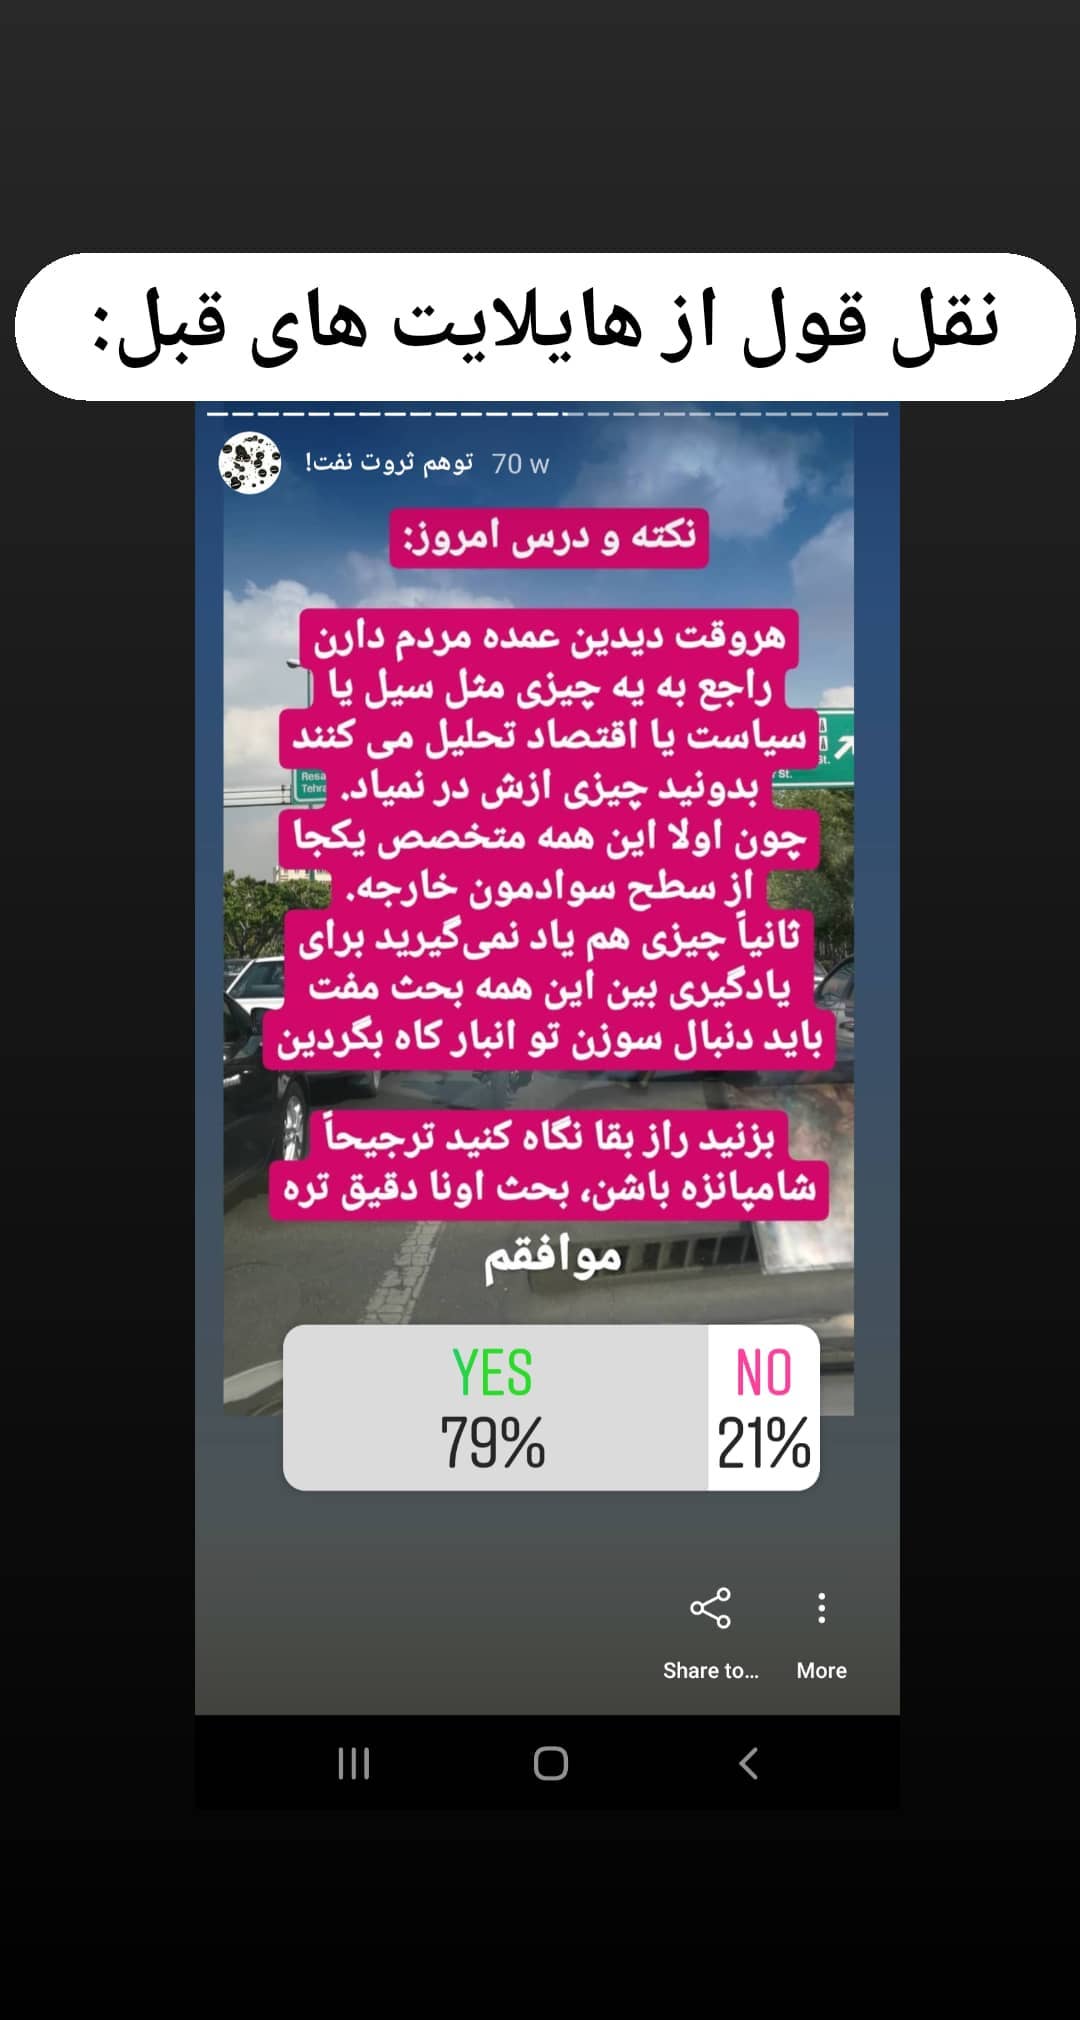 نقل قول از هایلایت های قبل:
توهم ثروت نفت! 70 w
نکته و درس امروز:
هروقت دیدین عمده مردم دارن
راجع به یه چیزی مثل سیل یا
سیاست یا اقتصاد تحلیل می کنند
بدونید چیزی ازش در نمیاد.
چون اولا این همه متخصص یکجا
از سطح سوادمون خارجه.
ثانیاً چیزی هم یاد نمی‌گیرید برای
یادگیری بین این همه بحث مفت
باید دنبال سوزن تو انبار کاه بگردین
بزنید راز بقا نگاه کنید ترجیحاً
شامپانزه باشن، بحث اونا دقیق تره
Resa
Tehra
St.
St.
موافقم
YES NO
79% 21%
Share to... More